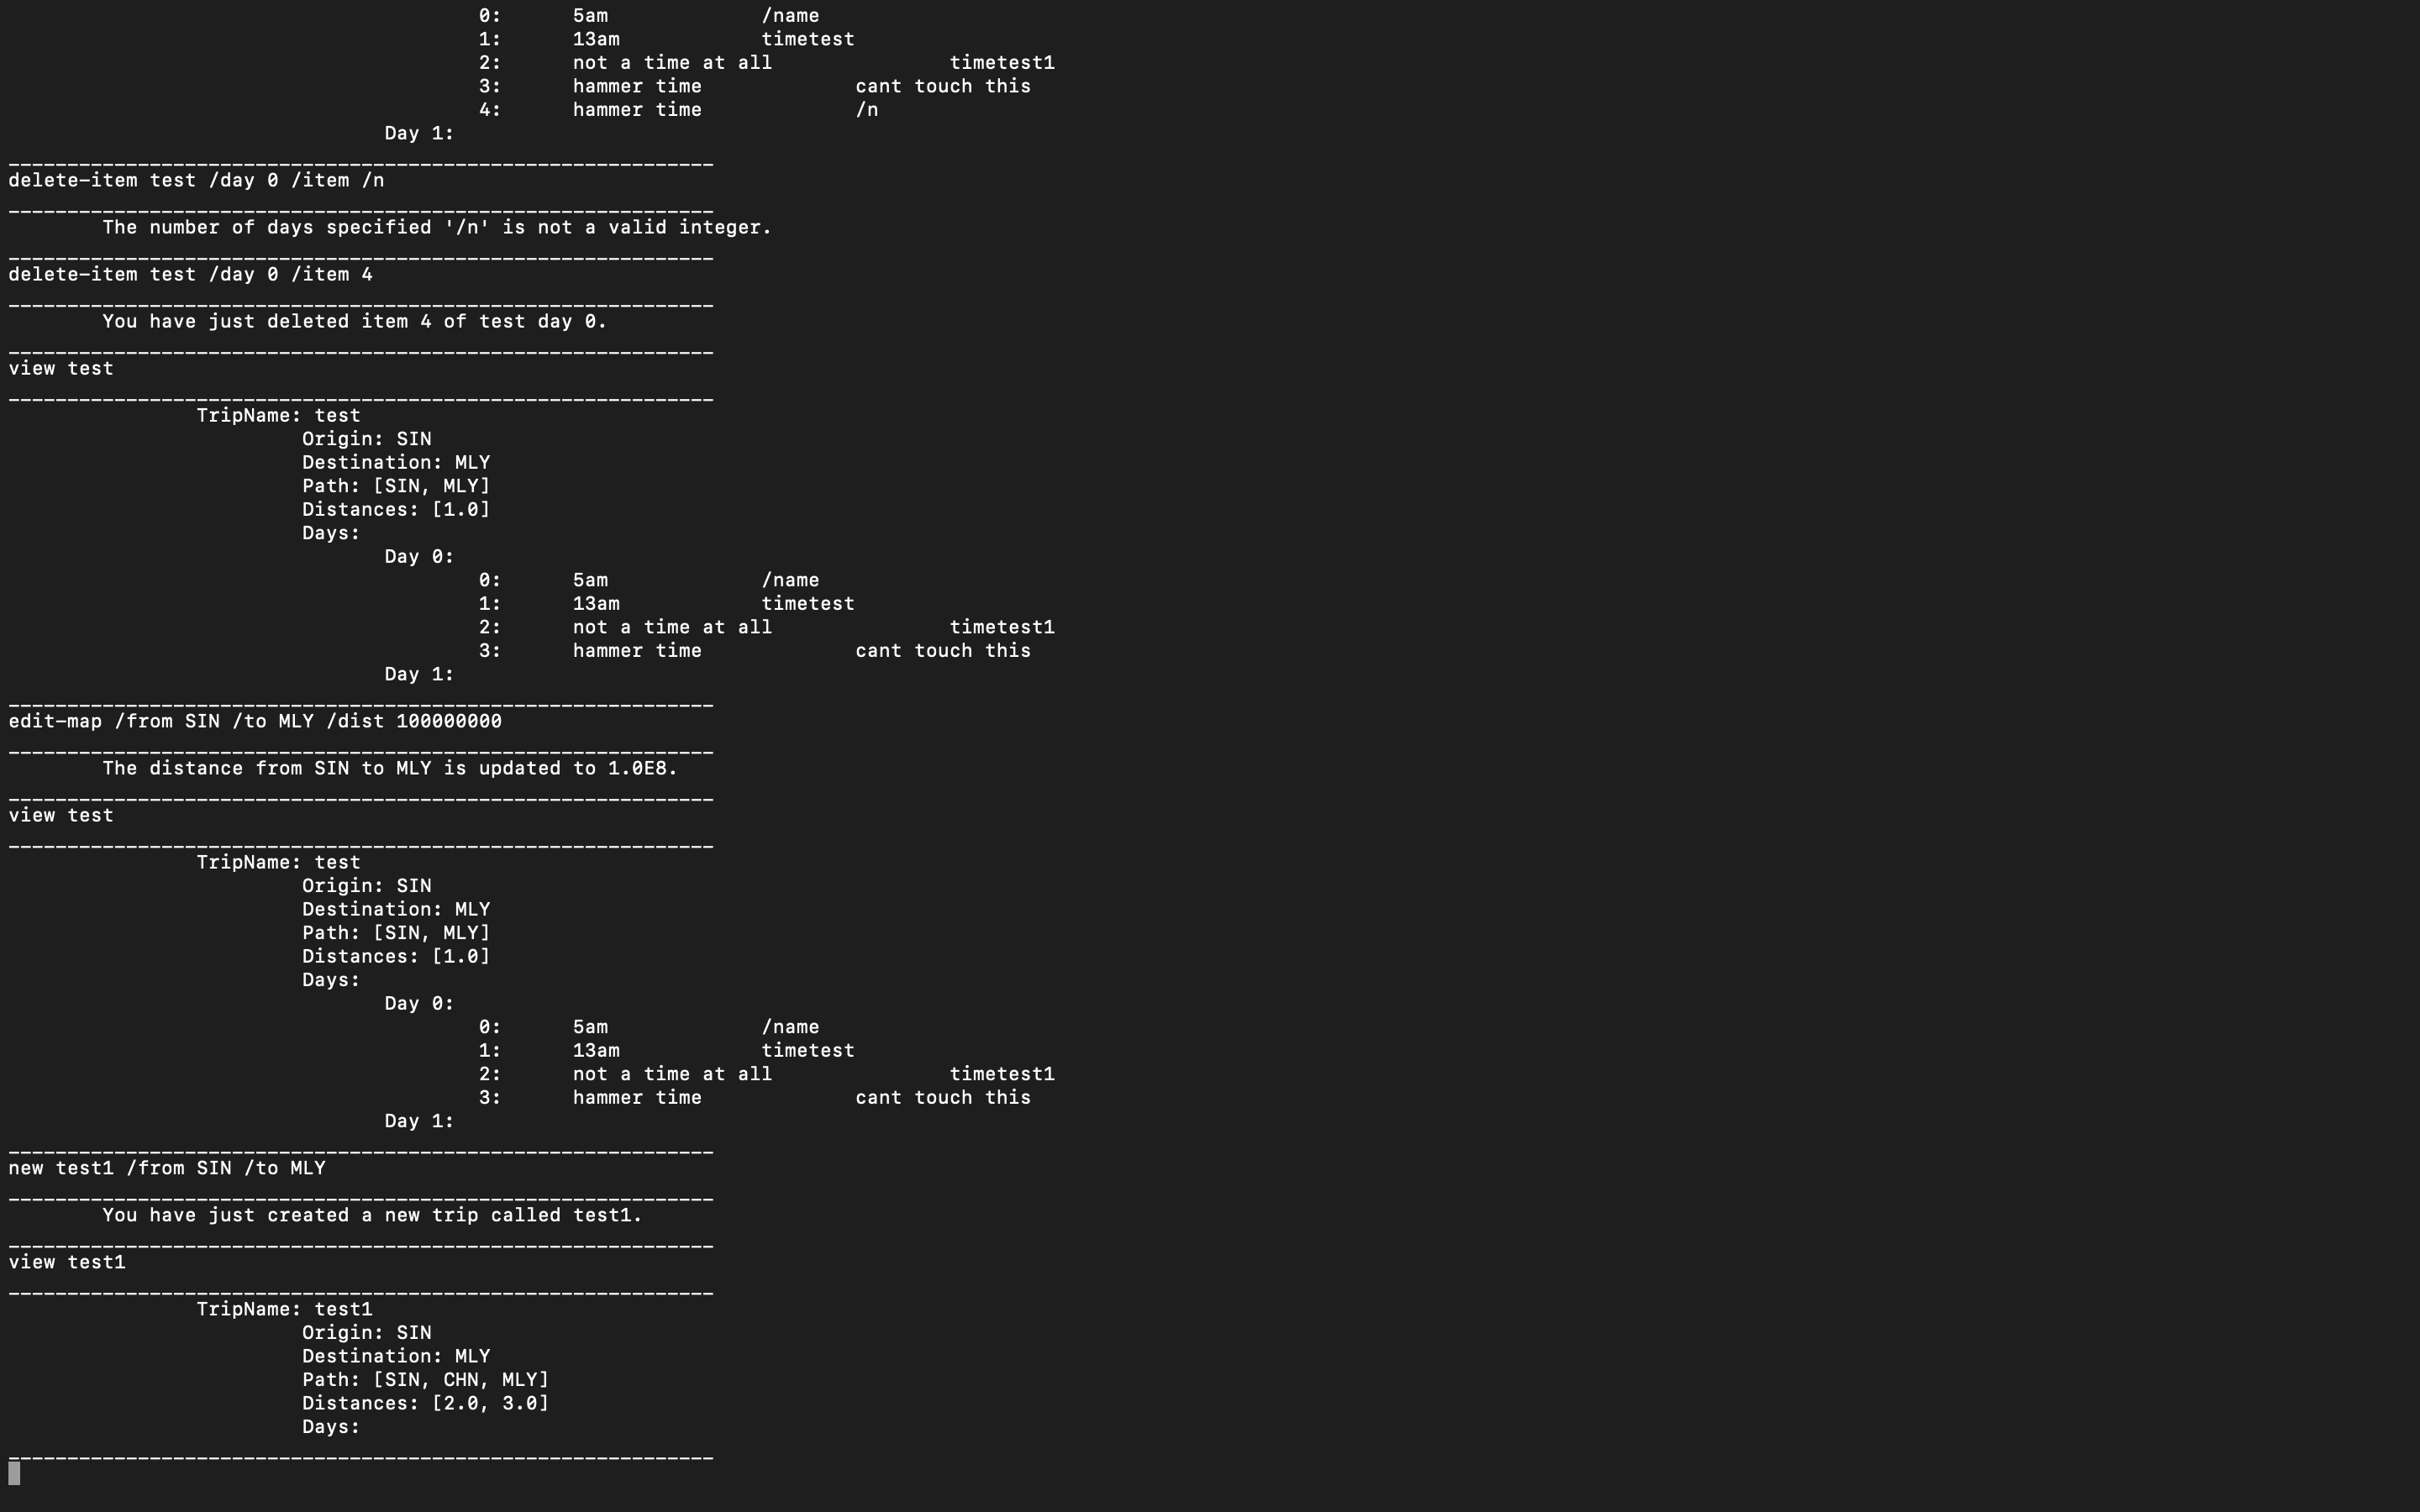 0: 5am /name
1: 13am timetest
2: not a time at all timetest1
3: hammer time cant touch this
4: hammer time /n
Day 1:
____________________________________________________________
delete-item test /day 0 /item /n
____________________________________________________________
The number of days specified '/n' is not a valid integer.
____________________________________________________________
delete-item test /day 0 /item 4
____________________________________________________________
You have just deleted item 4 of test day 0.
____________________________________________________________
view test
____________________________________________________________
TripName: test
Origin: SIN
Destination: MLY
Path: [SIN, MLY]
Distances: [1.0]
Days:
Day 0:
0: 5am /name
1: 13am timetest
2: not a time at all timetest1
3: hammer time cant touch this
Day 1:
____________________________________________________________
edit-map /from SIN /to MLY /dist 100000000
____________________________________________________________
The distance from SIN to MLY is updated to 1.0E8.
____________________________________________________________
view test
____________________________________________________________
TripName: test
Origin: SIN
Destination: MLY
Path: [SIN, MLY]
Distances: [1.0]
Days:
Day 0:
0: 5am /name
1: 13am timetest
2: not a time at all timetest1
3: hammer time cant touch this
Day 1:
____________________________________________________________
new test1 /from SIN /to MLY
____________________________________________________________
You have just created a new trip called test1.
____________________________________________________________
view test1
____________________________________________________________
TripName: test1
Origin: SIN
Destination: MLY
Path: [SIN, CHN, MLY]
Distances: [2.0, 3.0]
Days:
____________________________________________________________